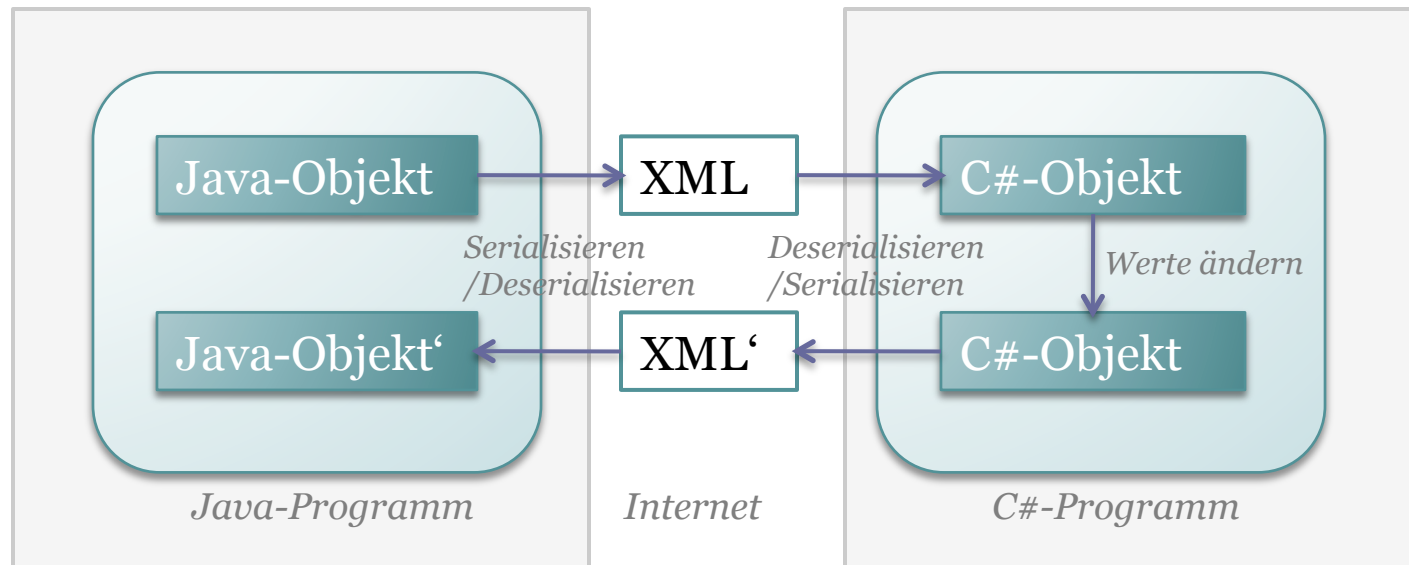 Java-Objekt
XML
C#-Objekt
Serialisieren
/Deserialisieren
Deserialisieren
/Serialisieren
Werte ändern
Java-Objekt‘
XML‘
C#-Objekt
Java-Programm
Internet
C#-Programm